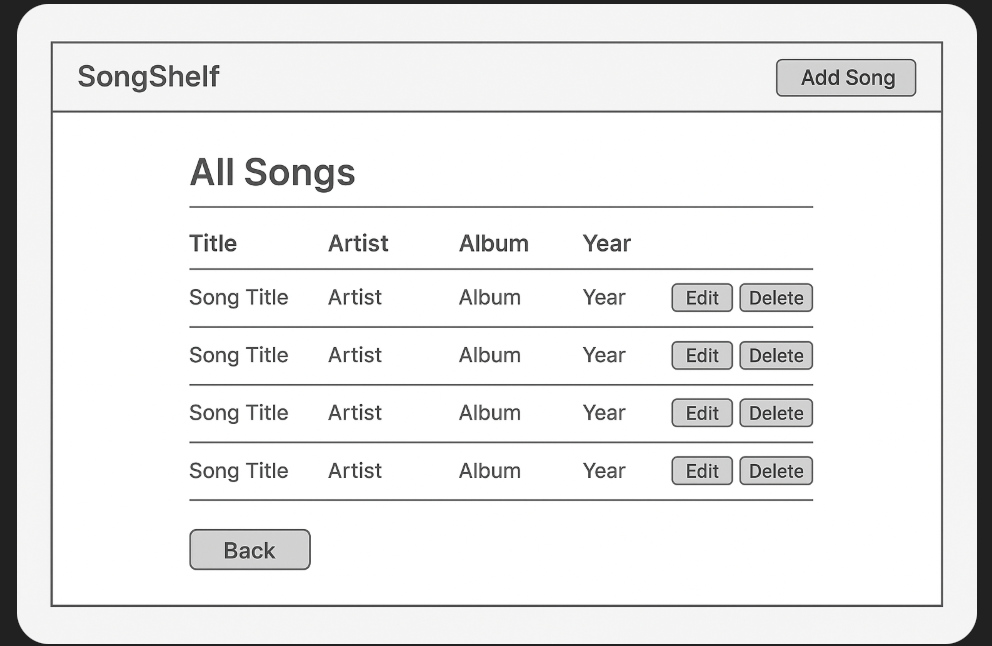 SongShelf Add Song
All Songs
Title Artist Album Year
Song Title Artist Album Year Edit Delete
Song Title Artist Album Year Edit Delete
Song Title Artist Album Year Edit Delete
Song Title Artist Album Year Edit Delete
Back